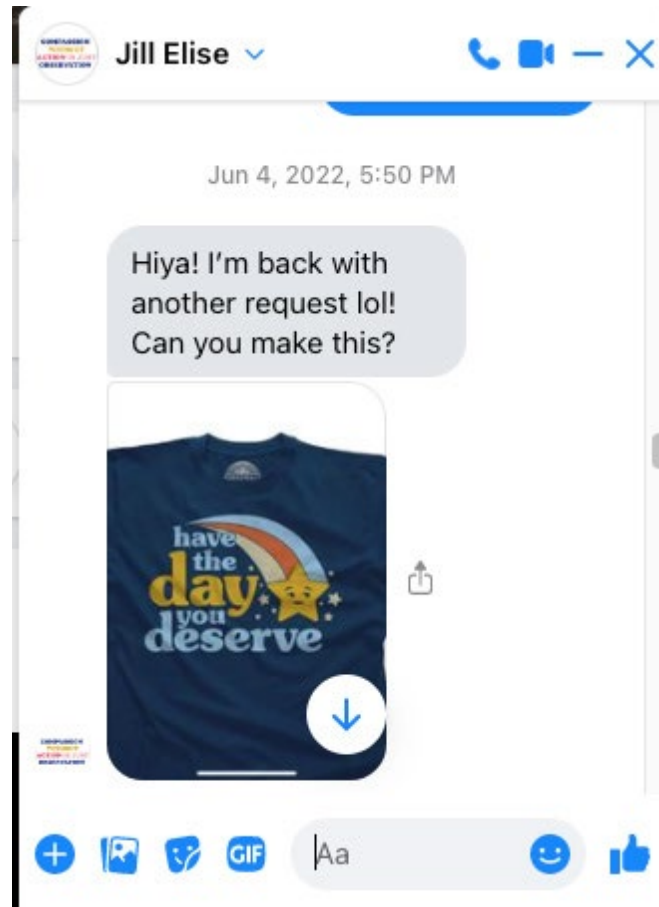 Jill Elise
Jun 4, 2022, 5:50 PM
Hiya! I'm back with
another request lol!
Can you make this?
have
the
day
you
deserve
GIF
Aa